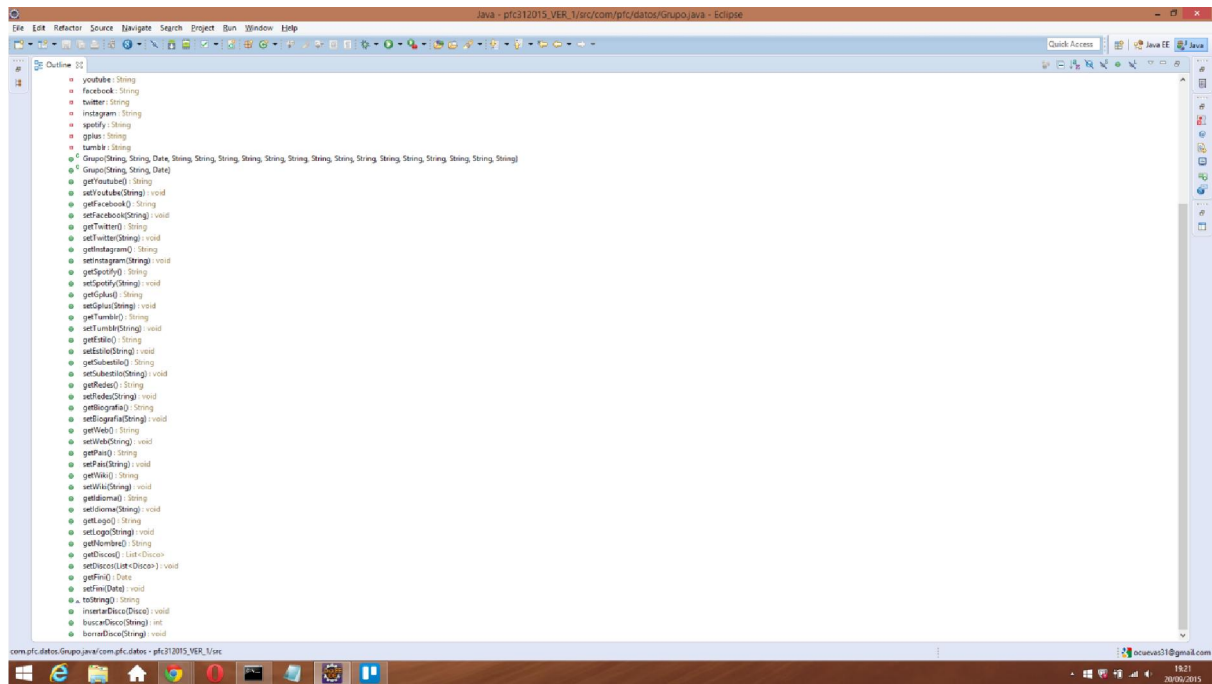 Java - pfc312015_VER_1/src/com/pfc/datos/Grupo.java - Eclipse
File Edit Refactor Source Navigate Search Project Run Window Help
Quick Access Java EE Java
Outline
youtube : String
facebook : String
twitter : String
instagram : String
spotify : String
gplus : String
tumblr : String
Grupo(String, String, Date, String, String, String, String, String, String, String, String, String, String, String, String, String, String, String)
Grupo(String, String, Date)
getYoutube() : String
setYoutube(String) : void
getFacebook() : String
setFacebook(String) : void
getTwitter() : String
setTwitter(String) : void
getInstagram() : String
setInstagram(String) : void
getSpotify() : String
setSpotify(String) : void
getGplus() : String
setGplus(String) : void
getTumblr() : String
setTumblr(String) : void
getEstilo() : String
setEstilo(String) : void
getSubestilo() : String
setSubestilo(String) : void
getRedes() : String
setRedes(String) : void
getBiografia() : String
setBiografia(String) : void
getWeb() : String
setWeb(String) : void
getPais() : String
setPais(String) : void
getWiki() : String
setWiki(String) : void
getIdioma() : String
setIdioma(String) : void
getLogo() : String
setLogo(String) : void
getNombre() : String
getDiscos() : List<Disco>
setDiscos(List<Disco>) : void
getFini() : Date
setFini(Date) : void
toString() : String
insertarDisco(Disco) : void
buscarDisco(String) : int
borrarDisco(String) : void
com.pfc.datos.Grupo.java/com.pfc.datos - pfc312015_VER_1/src
ocuevas31@gmail.com
19:21
20/09/2015